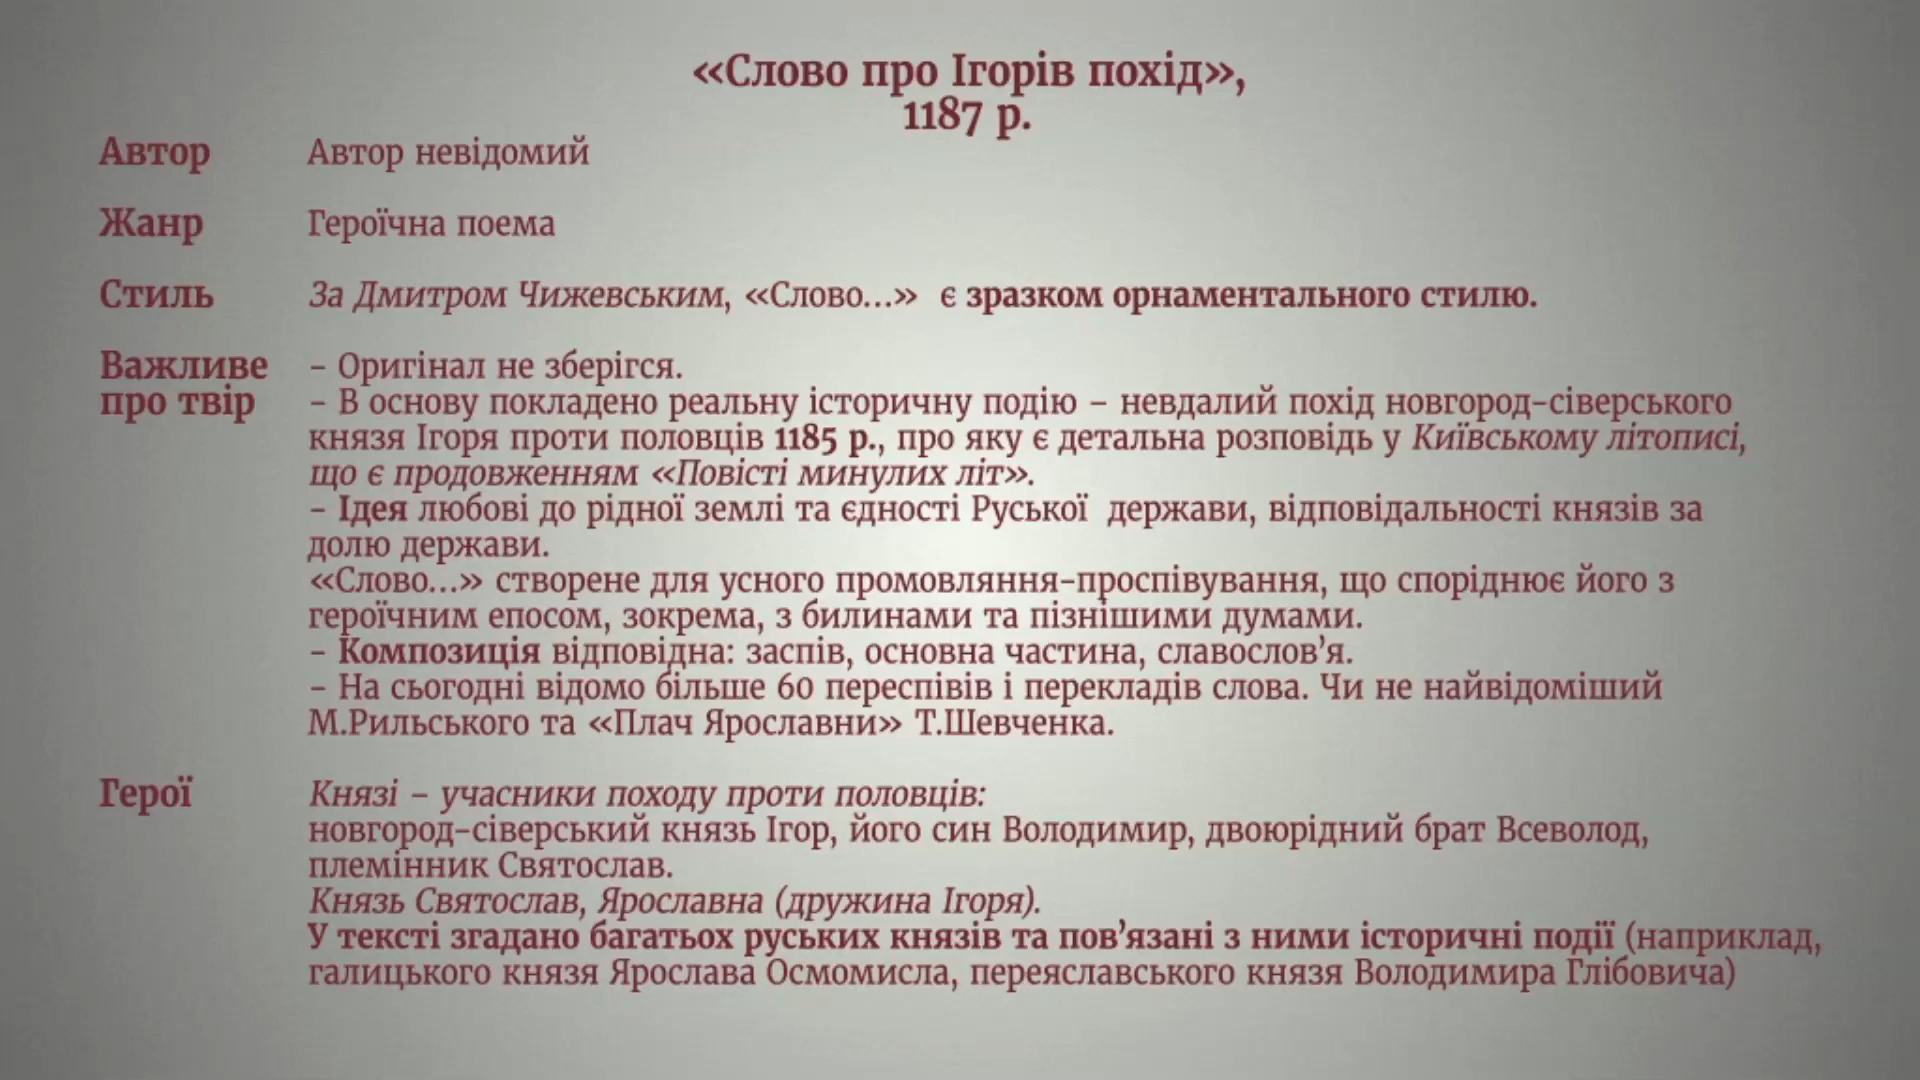 «Слово про Ігорів похід»,
1187 р.
Автор Автор невідомий
Жанр Героїчна поема
Стиль За Дмитром Чижевським, «Слово...» є зразком орнаментального стилю.
Важливе – Оригінал не зберігся.
про твір – В основу покладено реальну історичну подію – невдалий похід новгород-сіверського
князя Ігоря проти половців 1185 р., про яку є детальна розповідь у Київському літописі,
що є продовженням «Повісті минулих літ».
– Ідея любові до рідної землі та єдності Руської держави, відповідальності князів за
долю держави.
«Слово...» створене для усного промовляння-проспівування, що споріднює його з
героїчним епосом, зокрема, з билинами та пізнішими думами.
– Композиція відповідна: заспів, основна частина, славослов’я.
– На сьогодні відомо більше 60 переспівів і перекладів слова. Чи не найвідоміший
М.Рильського та «Плач Ярославни» Т.Шевченка.
Герої Князі – учасники походу проти половців:
новгород-сіверський князь Ігор, його син Володимир, двоюрідний брат Всеволод,
племінник Святослав.
Князь Святослав, Ярославна (дружина Ігоря).
У тексті згадано багатьох руських князів та пов’язані з ними історичні події (наприклад,
галицького князя Ярослава Осмомисла, переяславського князя Володимира Глібовича)